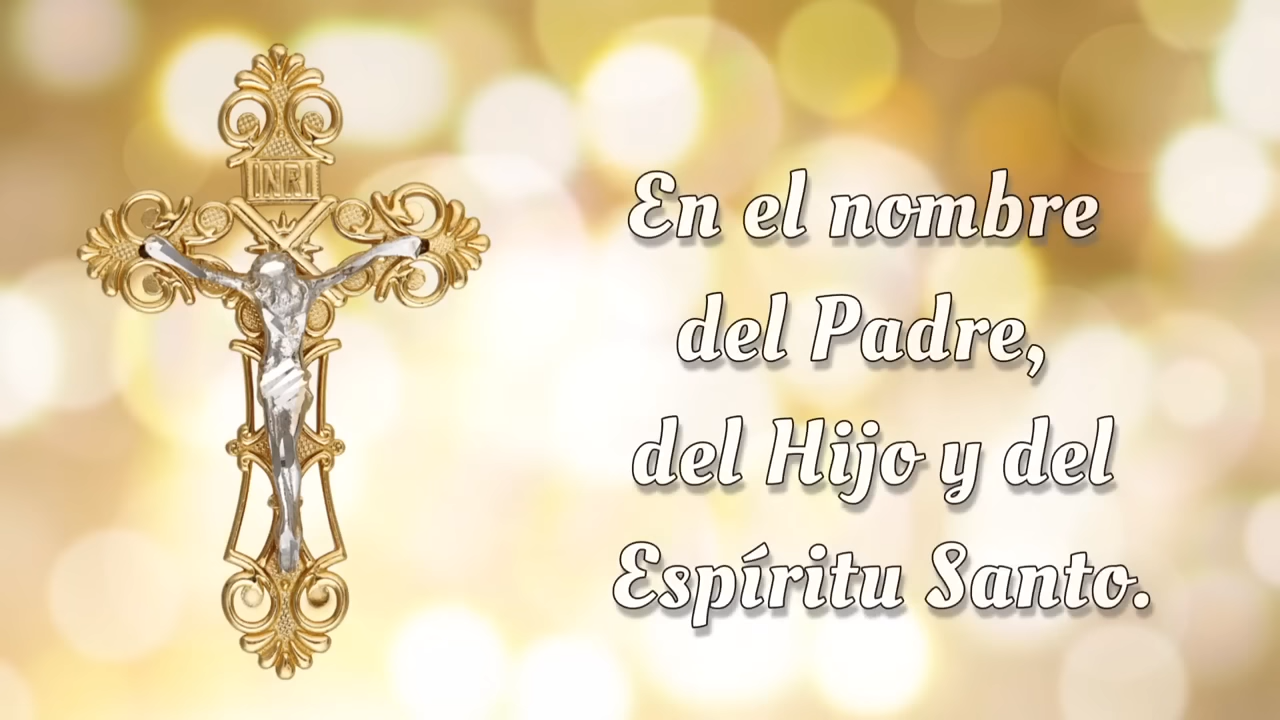 INRI
En el nombre
del Padre,
del Hijo y del
Espíritu Santo.